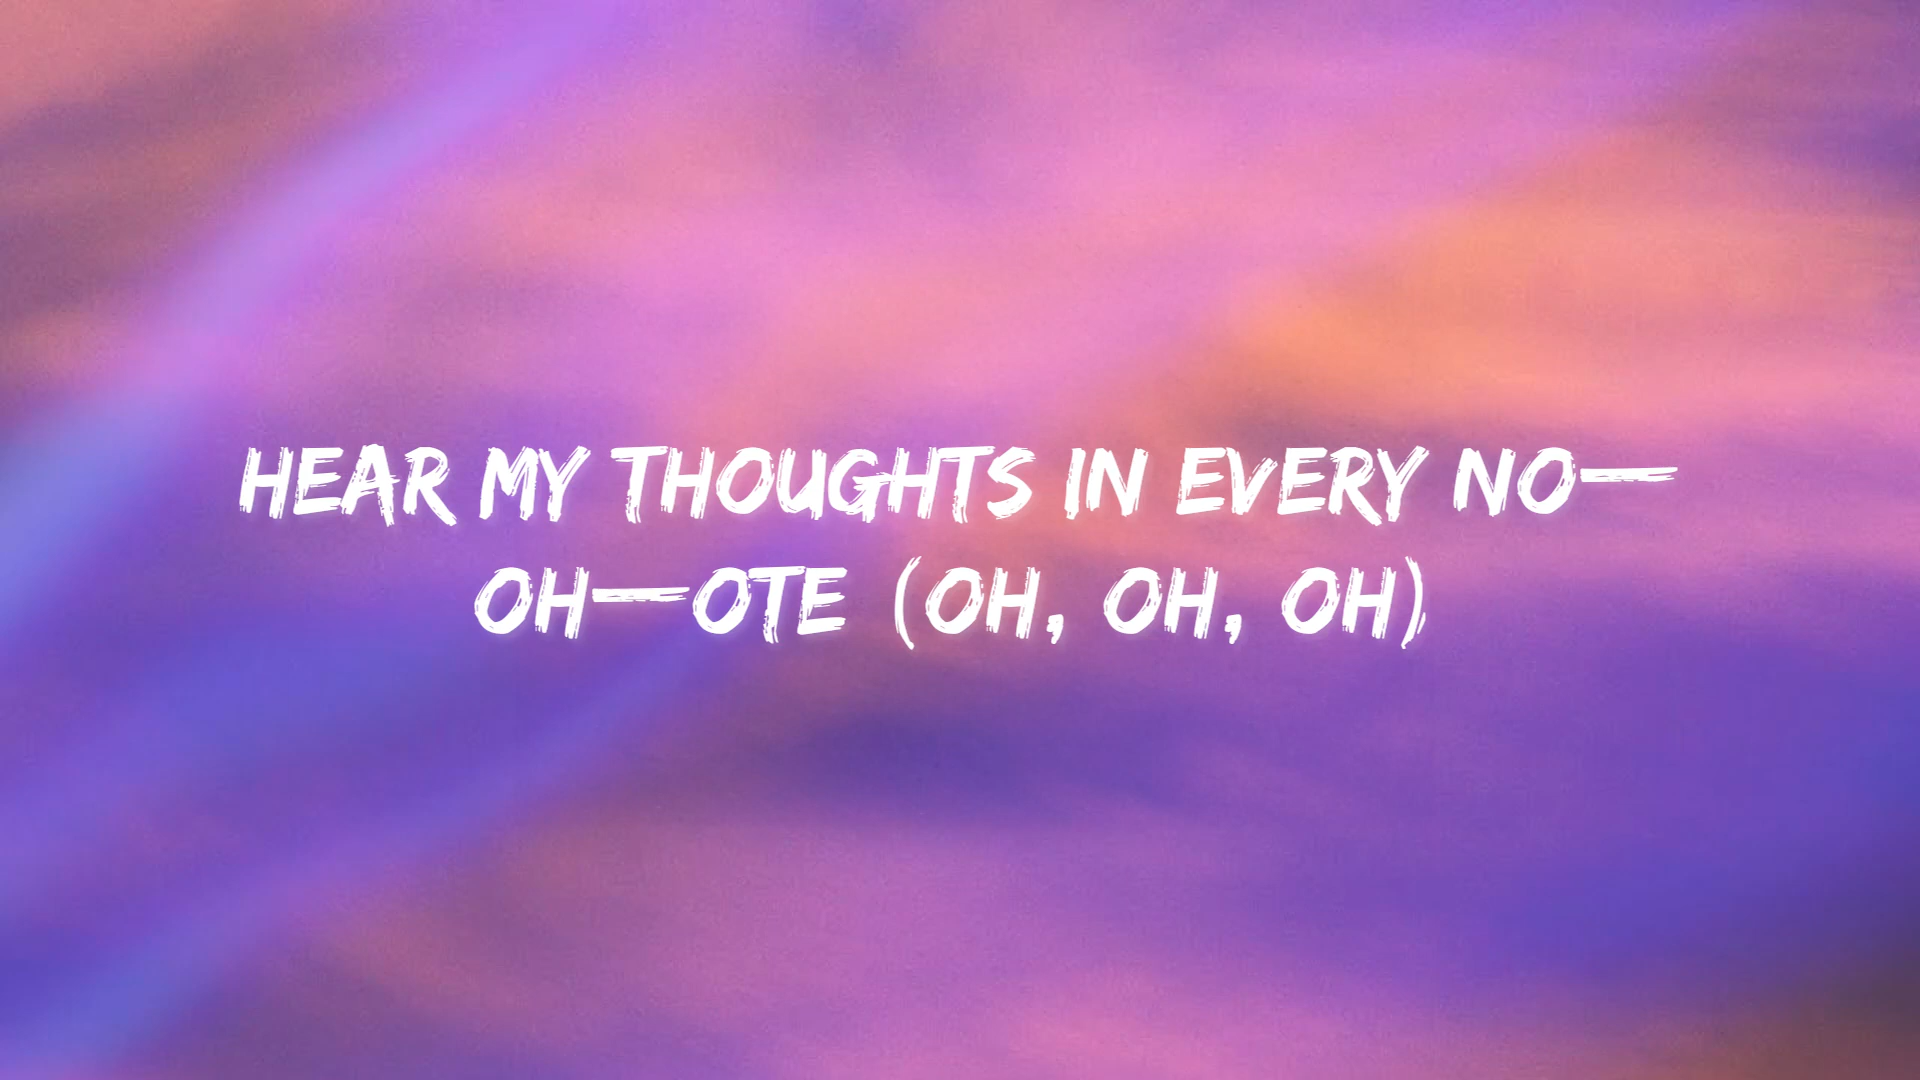 HEAR MY THOUGHTS IN EVERY NO—
OH—OTE (OH, OH, OH)